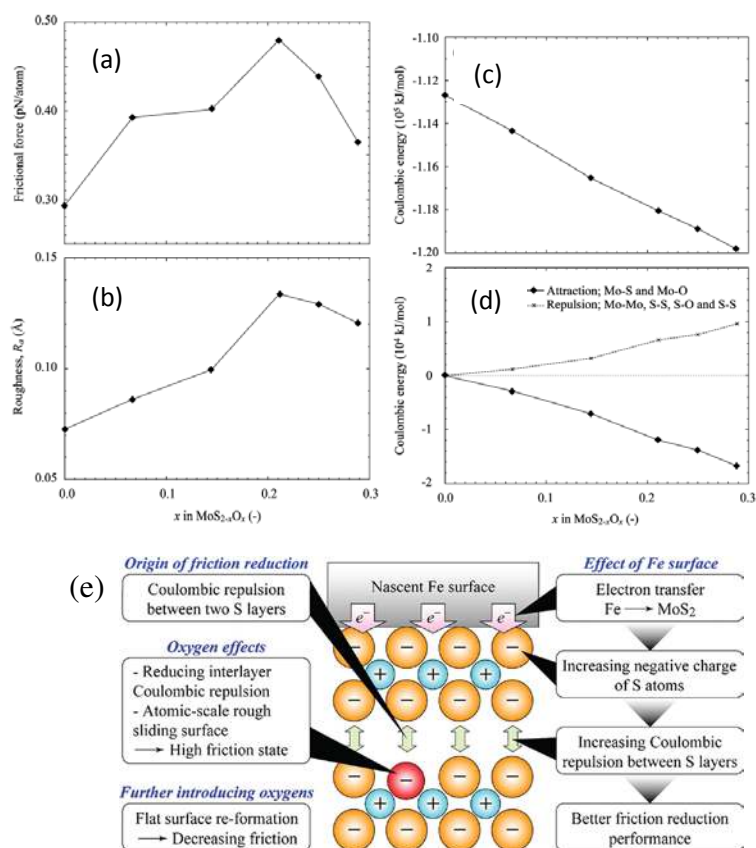 (a)
Frictional force (pN/atom)
0.50
0.40
0.30
(b)
Roughness, Ra (Å)
0.15
0.10
0.05
0.0
0.1
0.2
0.3
x in MoS2-xOx (-)
(c)
Coulombic energy (10⁵ kJ/mol)
-1.10
-1.12
-1.14
-1.16
-1.18
-1.20
(d)
Attraction; Mo-S and Mo-O
Repulsion; Mo-Mo, S-S, S-O and S-S
Coulombic energy (10⁴ kJ/mol)
2
1
0
-1
-2
0.0
0.1
0.2
0.3
x in MoS2-xOx (-)
(e)
Origin of friction reduction
Coulombic repulsion
between two S layers
Oxygen effects
- Reducing interlayer
Coulombic repulsion
- Atomic-scale rough
sliding surface
→ High friction state
Further introducing oxygens
Flat surface re-formation
→ Decreasing friction
Nascent Fe surface
e⁻ e⁻ e⁻
− − − −
+ + +
− − − −
− − − −
+ + +
− − − −
Effect of Fe surface
Electron transfer
Fe → MoS2
Increasing negative charge
of S atoms
Increasing Coulombic
repulsion between S layers
Better friction reduction
performance